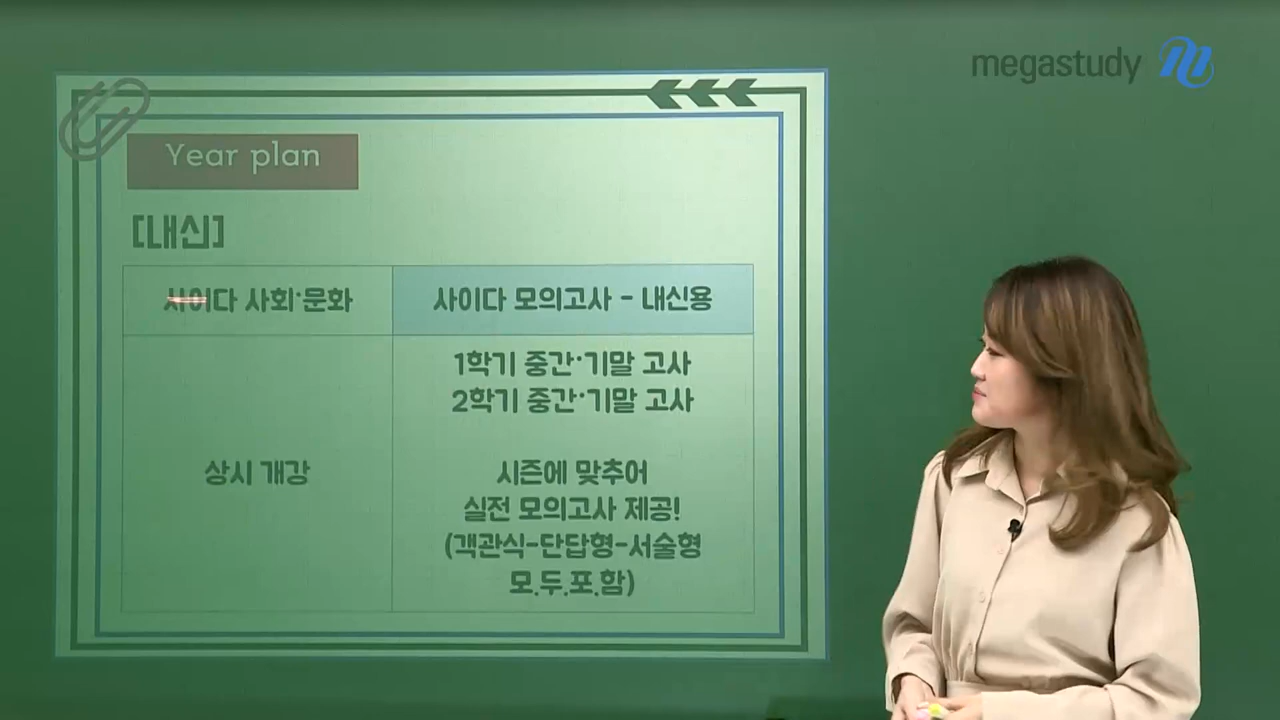 megastudy
Year plan
[내신]
사이다 사회·문화
사이다 모의고사 - 내신용
상시 개강
1학기 중간·기말 고사
2학기 중간·기말 고사
시즌에 맞추어
실전 모의고사 제공!
(객관식-단답형-서술형
모.두.포.함)